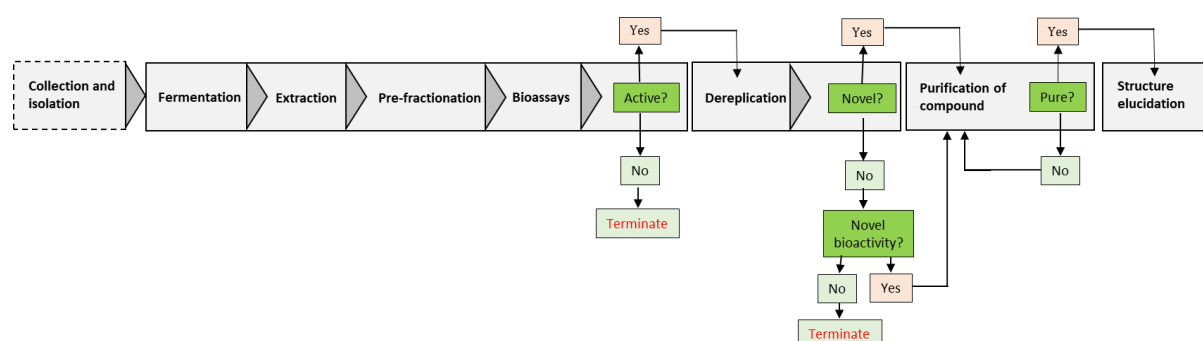 Yes
Yes
Yes
Collection and
isolation
Fermentation
Extraction
Pre-fractionation
Bioassays
Active?
Dereplication
Novel?
Purification of
compound
Pure?
Structure
elucidation
No
No
No
Terminate
Novel
bioactivity?
No
Yes
Terminate